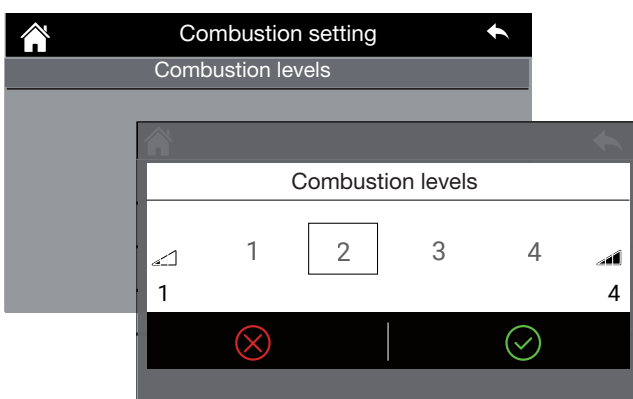 Combustion setting
Combustion levels
Combustion levels
1 2 3 4
1 4